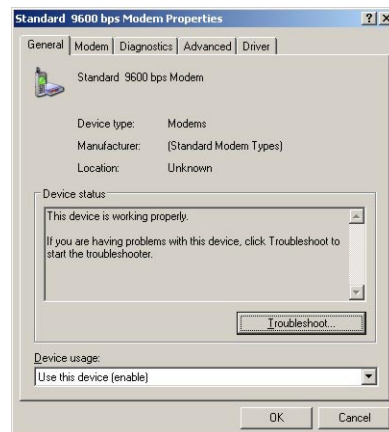 Standard 9600 bps Modem Properties
General Modem Diagnostics Advanced Driver
Standard 9600 bps Modem
Device type: Modems
Manufacturer: (Standard Modem Types)
Location: Unknown
Device status
This device is working properly.
If you are having problems with this device, click Troubleshoot to
start the troubleshooter.
Troubleshoot...
Device usage:
Use this device (enable)
OK Cancel